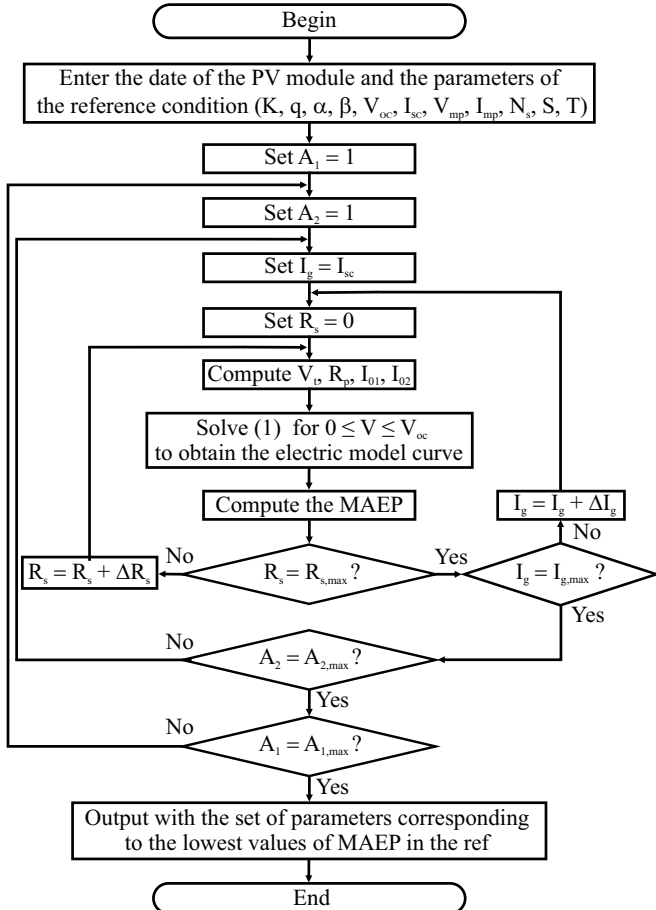 Begin
Enter the date of the PV module and the parameters of
the reference condition (K, q, α, β, V_oc, I_sc, V_mp, I_mp, N_s, S, T)
Set A_1 = 1
Set A_2 = 1
Set I_g = I_sc
Set R_s = 0
Compute V_t, R_p, I_01, I_02
Solve (1) for 0 ≤ V ≤ V_oc
to obtain the electric model curve
Compute the MAEP
I_g = I_g + ΔI_g
No
R_s = R_s + ΔR_s
No
R_s = R_s,max ?
Yes
I_g = I_g,max ?
Yes
No
A_2 = A_2,max ?
Yes
No
A_1 = A_1,max ?
Yes
Output with the set of parameters corresponding
to the lowest values of MAEP in the ref
End